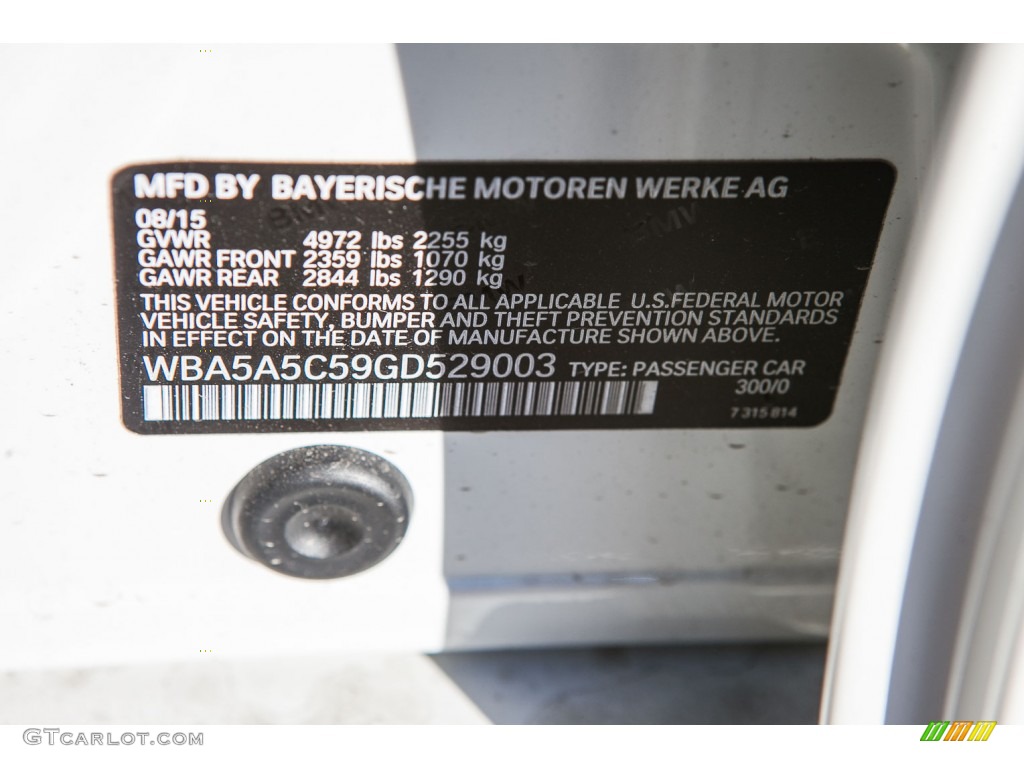 MFD BY BAYERISCHE MOTOREN WERKE AG
08/15
GVWR 4972 lbs 2255 kg
GAWR FRONT 2359 lbs 1070 kg
GAWR REAR 2844 lbs 1290 kg
THIS VEHICLE CONFORMS TO ALL APPLICABLE U.S.FEDERAL MOTOR
VEHICLE SAFETY, BUMPER AND THEFT PREVENTION STANDARDS
IN EFFECT ON THE DATE OF MANUFACTURE SHOWN ABOVE.
WBA5A5C59GD529003 TYPE: PASSENGER CAR
300/0
7 315 814
GTcarlot.com